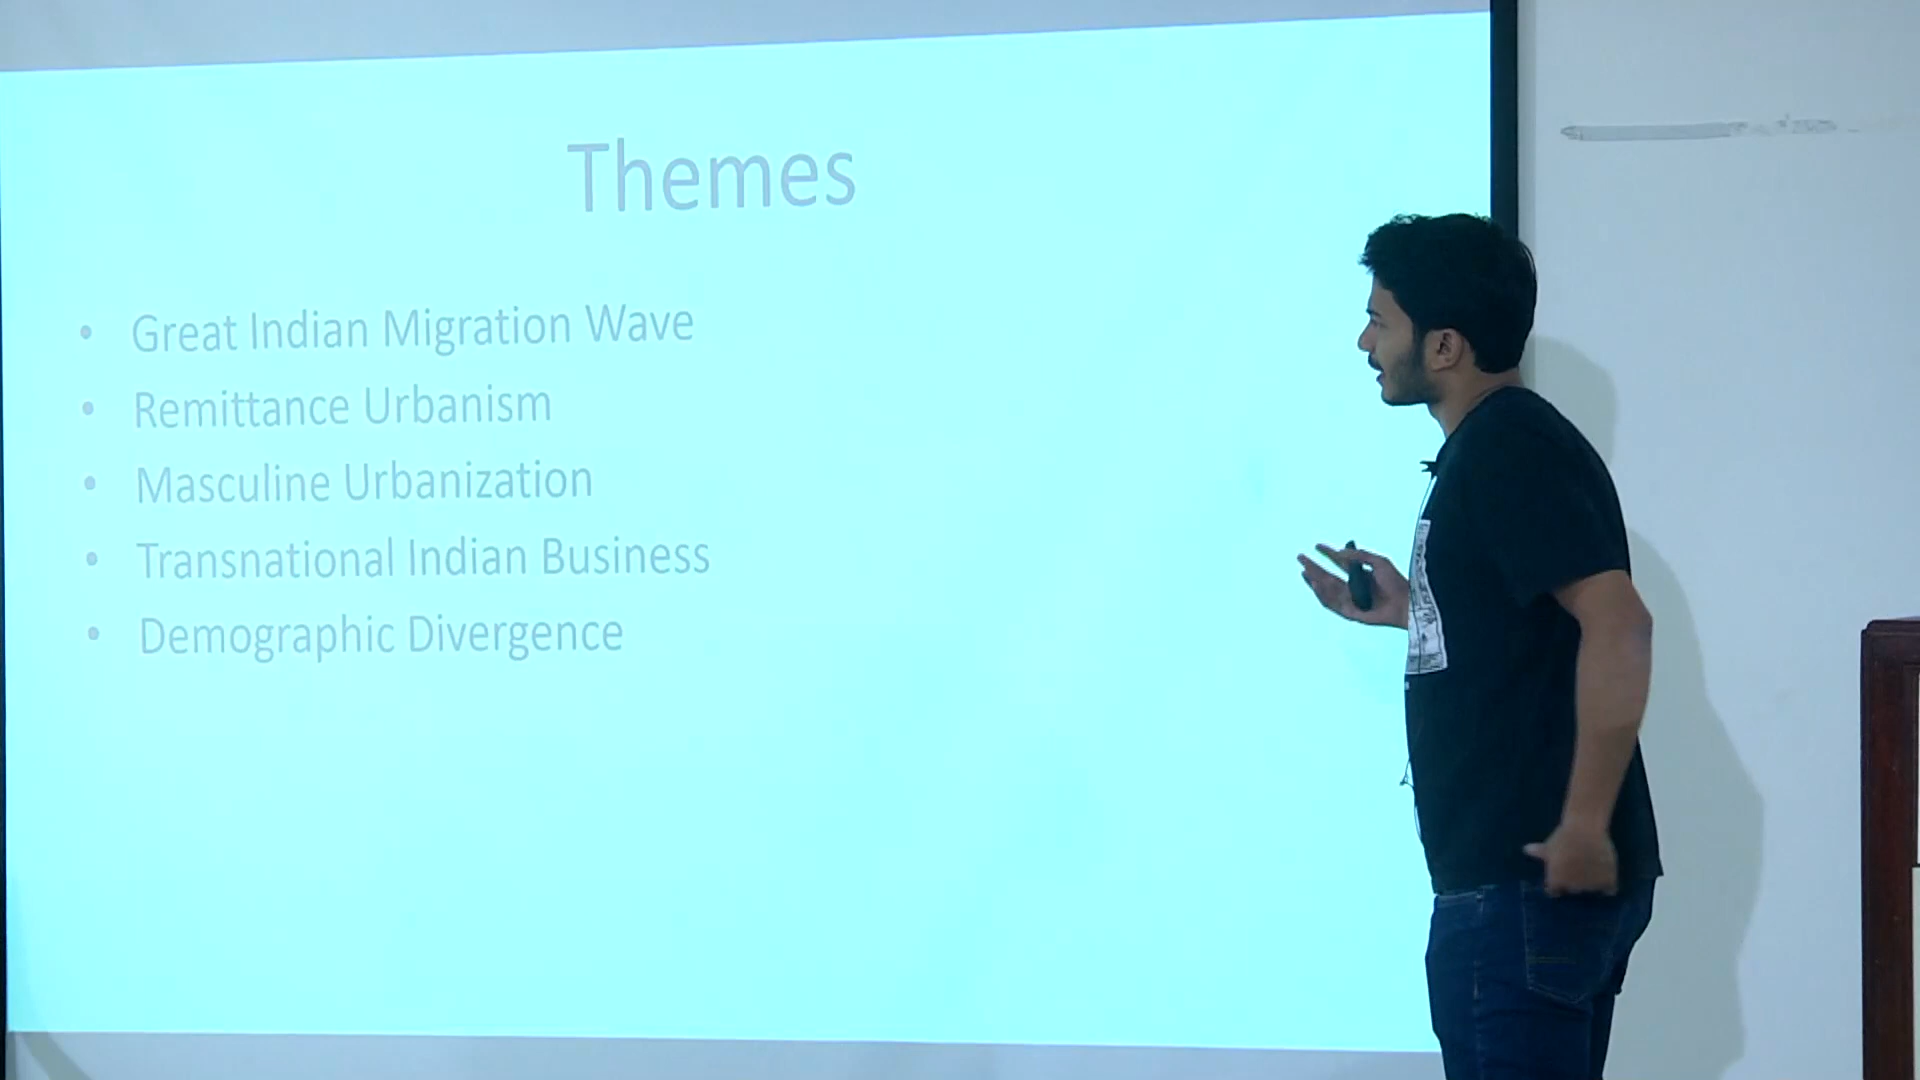 Themes
• Great Indian Migration Wave
• Remittance Urbanism
• Masculine Urbanization
• Transnational Indian Business
• Demographic Divergence